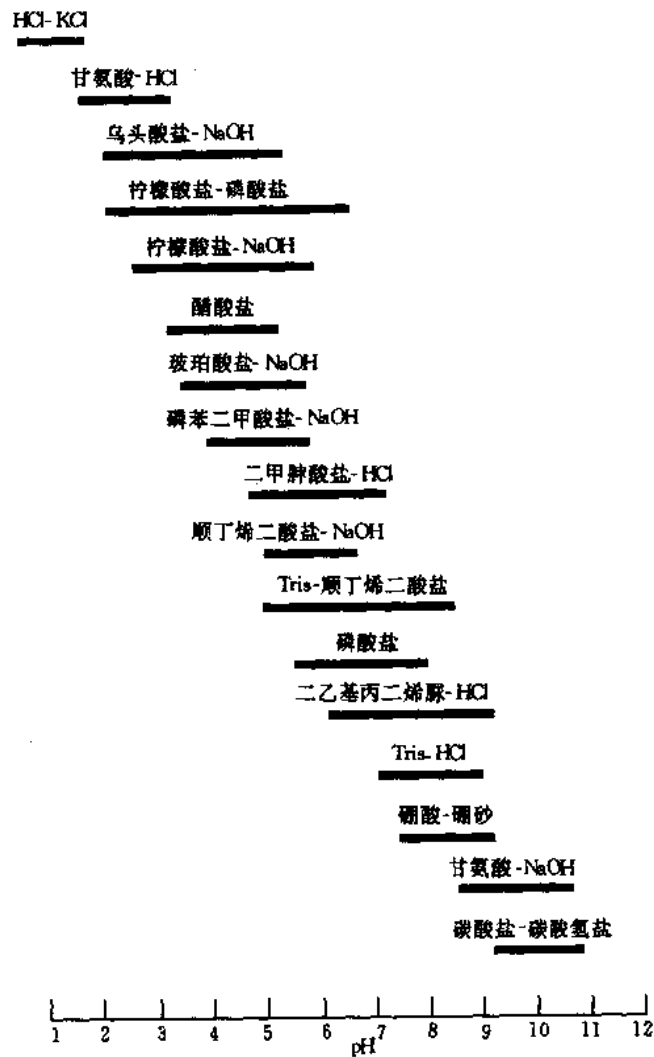 HCl-KCl
甘氨酸-HCl
乌头酸盐-NaOH
柠檬酸盐-磷酸盐
柠檬酸盐-NaOH
醋酸盐
玻珀酸盐-NaOH
磷苯二甲酸盐-NaOH
二甲胂酸盐-HCl
顺丁烯二酸盐-NaOH
Tris-顺丁烯二酸盐
磷酸盐
二乙基丙二烯脲-HCl
Tris-HCl
硼酸-硼砂
甘氨酸-NaOH
碳酸盐-碳酸氢盐
1 2 3 4 5 6 7 8 9 10 11 12
pH